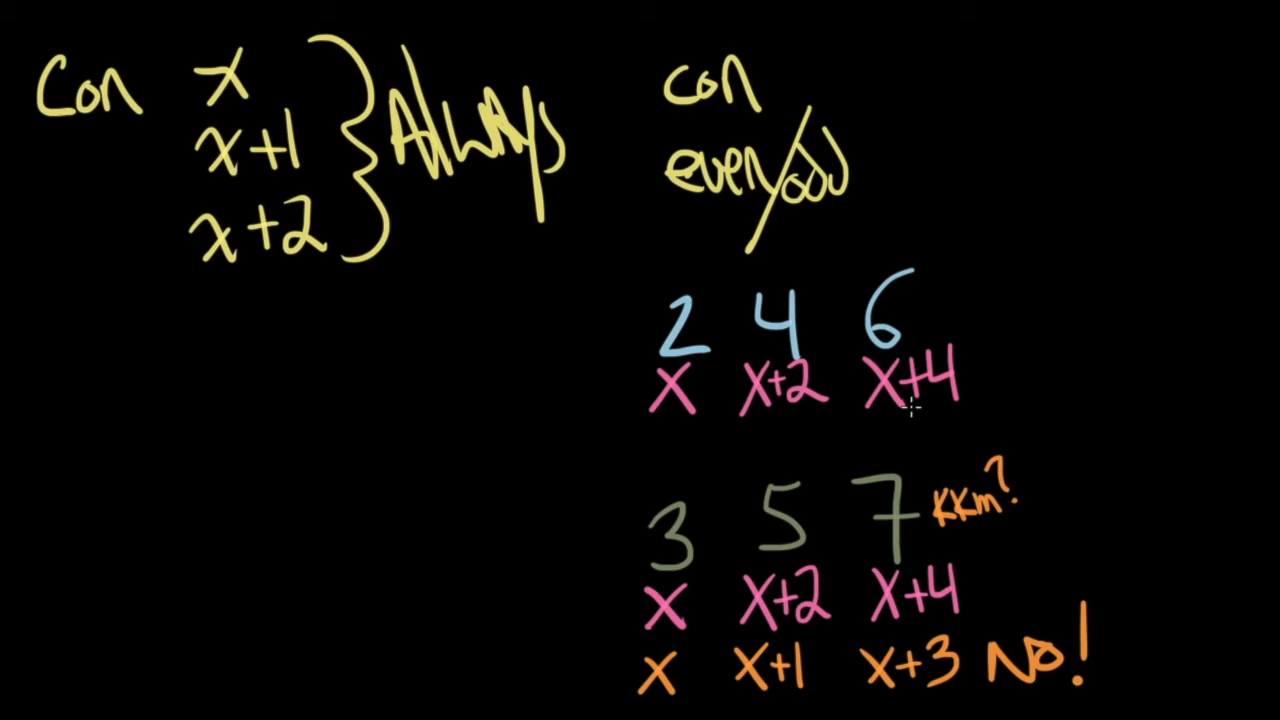 Con x
x+1
x+2
Always
con
even/odd
2 4 6
x x+2 x+4
3 5 7 KKm?
x x+2 x+4
x x+1 x+3 No!